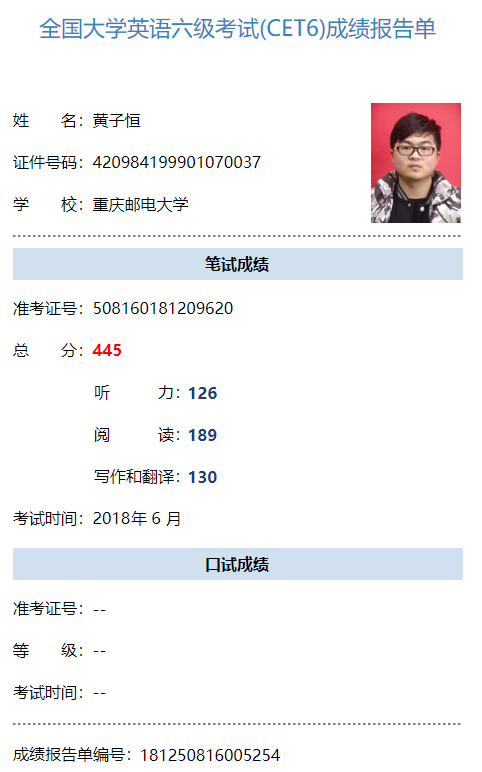 全国大学英语六级考试(CET6)成绩报告单
姓　　名：黄子恒
证件号码：420984199901070037
学　　校：重庆邮电大学
笔试成绩
准考证号：508160181209620
总　　分：445
听　　　力：126
阅　　　读：189
写作和翻译：130
考试时间：2018年 6 月
口试成绩
准考证号：--
等　　级：--
考试时间：--
成绩报告单编号：181250816005254